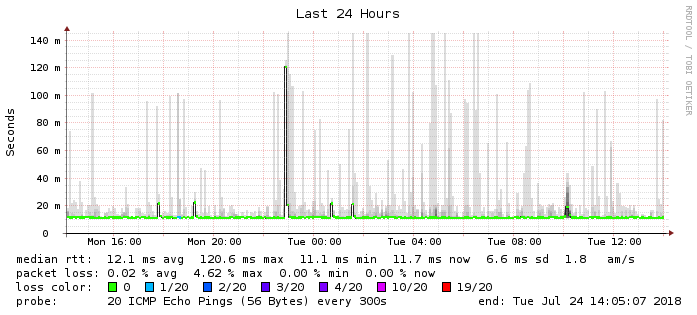 Last 24 Hours
RRDTOOL / TOBI OETIKER
Seconds
140 m
120 m
100 m
80 m
60 m
40 m
20 m
0
Mon 16:00 Mon 20:00 Tue 00:00 Tue 04:00 Tue 08:00 Tue 12:00
median rtt: 12.1 ms avg 120.6 ms max 11.1 ms min 11.7 ms now 6.6 ms sd 1.8 am/s
packet loss: 0.02 % avg 4.62 % max 0.00 % min 0.00 % now
loss color: 0 1/20 2/20 3/20 4/20 10/20 19/20
probe: 20 ICMP Echo Pings (56 Bytes) every 300s end: Tue Jul 24 14:05:07 2018